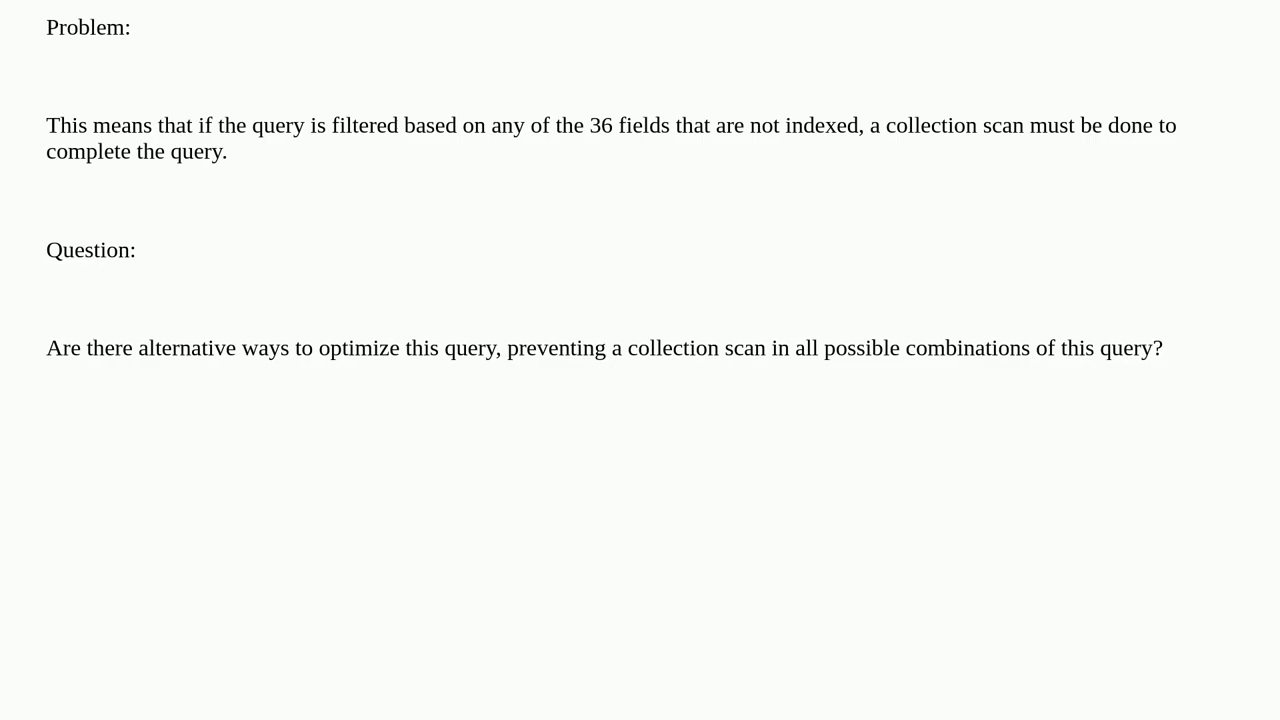 Problem:
This means that if the query is filtered based on any of the 36 fields that are not indexed, a collection scan must be done to
complete the query.
Question:
Are there alternative ways to optimize this query, preventing a collection scan in all possible combinations of this query?